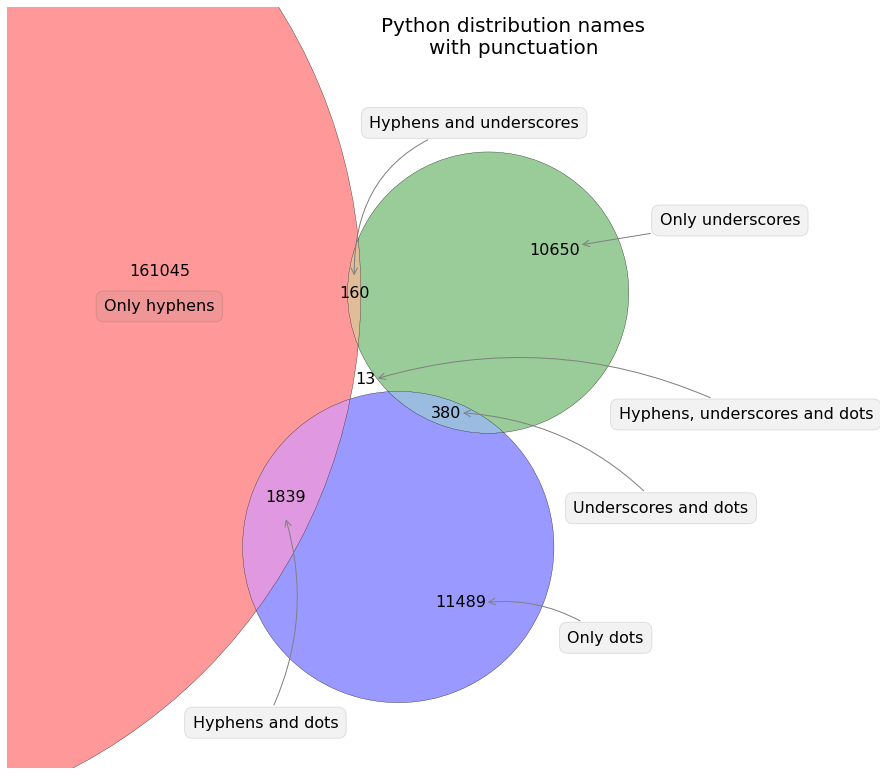 Python distribution names
with punctuation
Hyphens and underscores
Only underscores
10650
161045
160
Only hyphens
13
380
Hyphens, underscores and dots
1839
Underscores and dots
11489
Only dots
Hyphens and dots